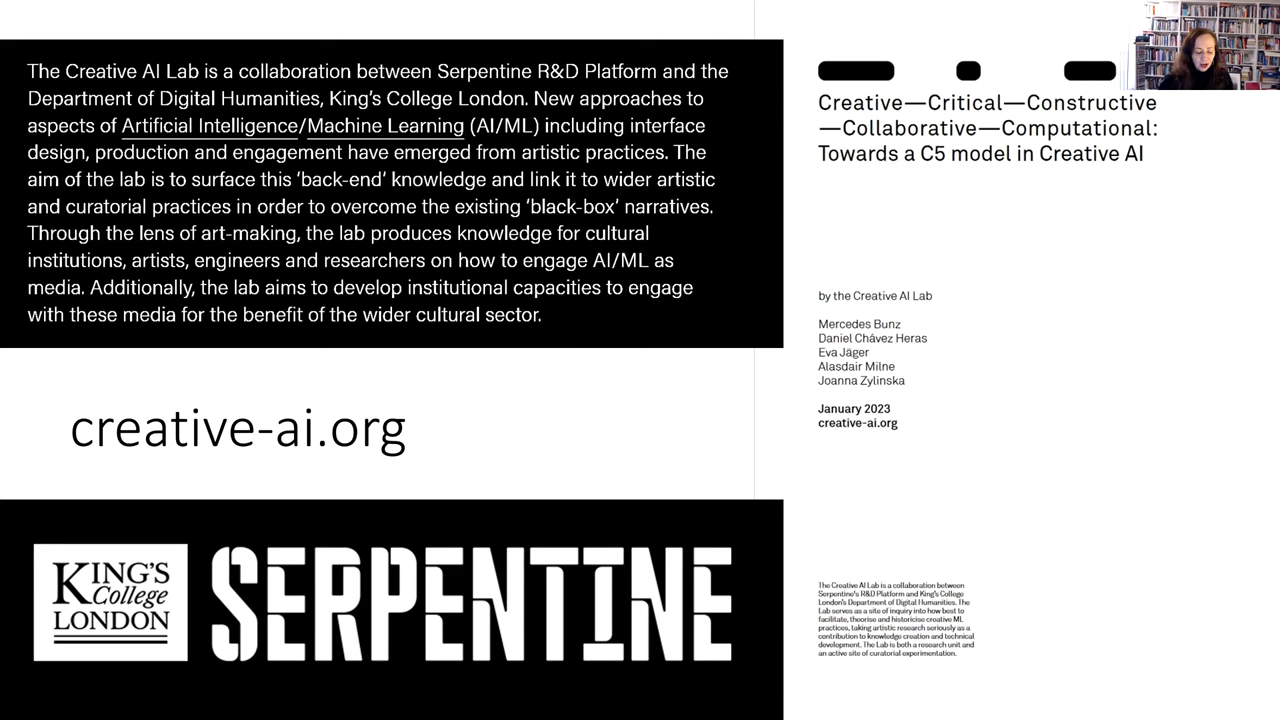 The Creative AI Lab is a collaboration between Serpentine R&D Platform and the
Department of Digital Humanities, King's College London. New approaches to
aspects of Artificial Intelligence/Machine Learning (AI/ML) including interface
design, production and engagement have emerged from artistic practices. The
aim of the lab is to surface this 'back-end' knowledge and link it to wider artistic
and curatorial practices in order to overcome the existing 'black-box' narratives.
Through the lens of art-making, the lab produces knowledge for cultural
institutions, artists, engineers and researchers on how to engage AI/ML as
media. Additionally, the lab aims to develop institutional capacities to engage
with these media for the benefit of the wider cultural sector.
creative-ai.org
KING'S
College
LONDON
SERPENTINE
Creative—Critical—Constructive
—Collaborative—Computational:
Towards a C5 model in Creative AI
by the Creative AI Lab
Mercedes Bunz
Daniel Chávez Heras
Eva Jäger
Alasdair Milne
Joanna Zylinska
January 2023
creative-ai.org
The Creative AI Lab is a collaboration between
Serpentine's R&D Platform and King's College
London's Department of Digital Humanities. The
Lab serves as a site of inquiry into how best to
facilitate, theorise and historicise creative ML
practices, taking artistic research seriously as a
contribution to knowledge creation and technical
development. The Lab is both a research unit and
an active site of curatorial experimentation.